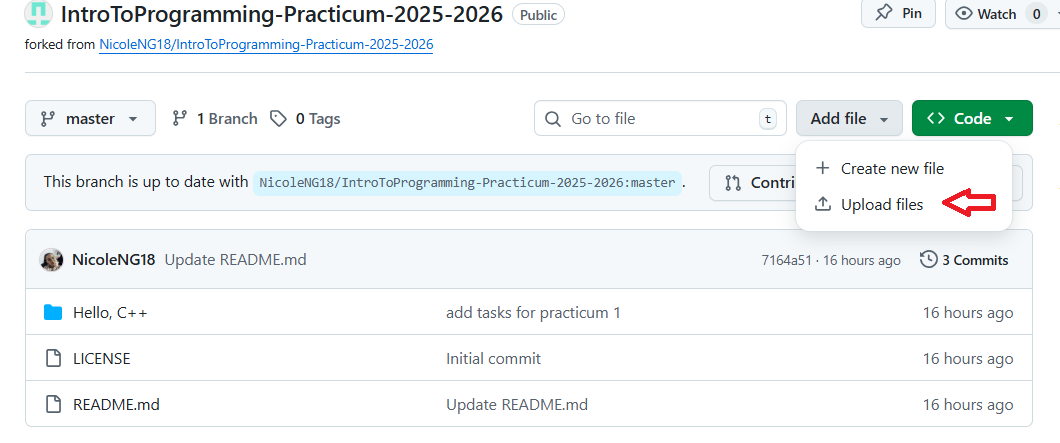 IntroToProgramming-Practicum-2025-2026 Public Pin Watch 0
forked from NicoleNG18/IntroToProgramming-Practicum-2025-2026
master 1 Branch 0 Tags Go to file t Add file <> Code
Create new file
This branch is up to date with NicoleNG18/IntroToProgramming-Practicum-2025-2026:master . Contri
Upload files
NicoleNG18 Update README.md 7164a51 · 16 hours ago 3 Commits
Hello, C++ add tasks for practicum 1 16 hours ago
LICENSE Initial commit 16 hours ago
README.md Update README.md 16 hours ago